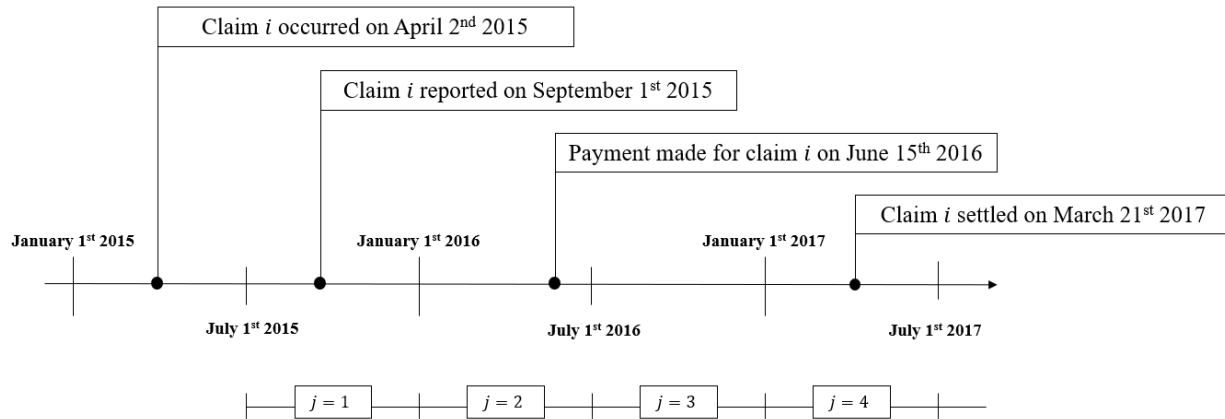 Claim i occurred on April 2nd 2015
Claim i reported on September 1st 2015
Payment made for claim i on June 15th 2016
Claim i settled on March 21st 2017
January 1st 2015
January 1st 2016
January 1st 2017
July 1st 2015
July 1st 2016
July 1st 2017
j = 1
j = 2
j = 3
j = 4